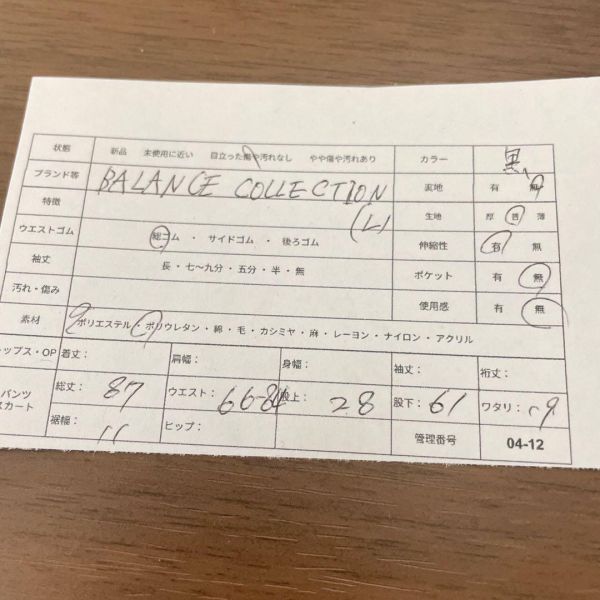 状態 新品 未使用に近い 目立った傷や汚れなし やや傷や汚れあり カラー 黒
ブランド等 BALANCE COLLECTION 裏地 有 無
特徴 (L) 生地 厚 普 薄
ウエストゴム 総ゴム ・ サイドゴム ・ 後ろゴム 伸縮性 有 無
袖丈 長・七〜九分・五分・半・無 ポケット 有 無
汚れ・傷み 使用感 有 無
素材 ポリエステル・ポリウレタン・綿・毛・カシミヤ・麻・レーヨン・ナイロン・アクリル
ップス・OP 着丈: 肩幅: 身幅: 袖丈: 裄丈:
パンツ 総丈: 87 ウエスト: 66-84 股上: 28 股下: 61 ワタリ: 19
スカート 裾幅: 11 ヒップ: 管理番号 04-12